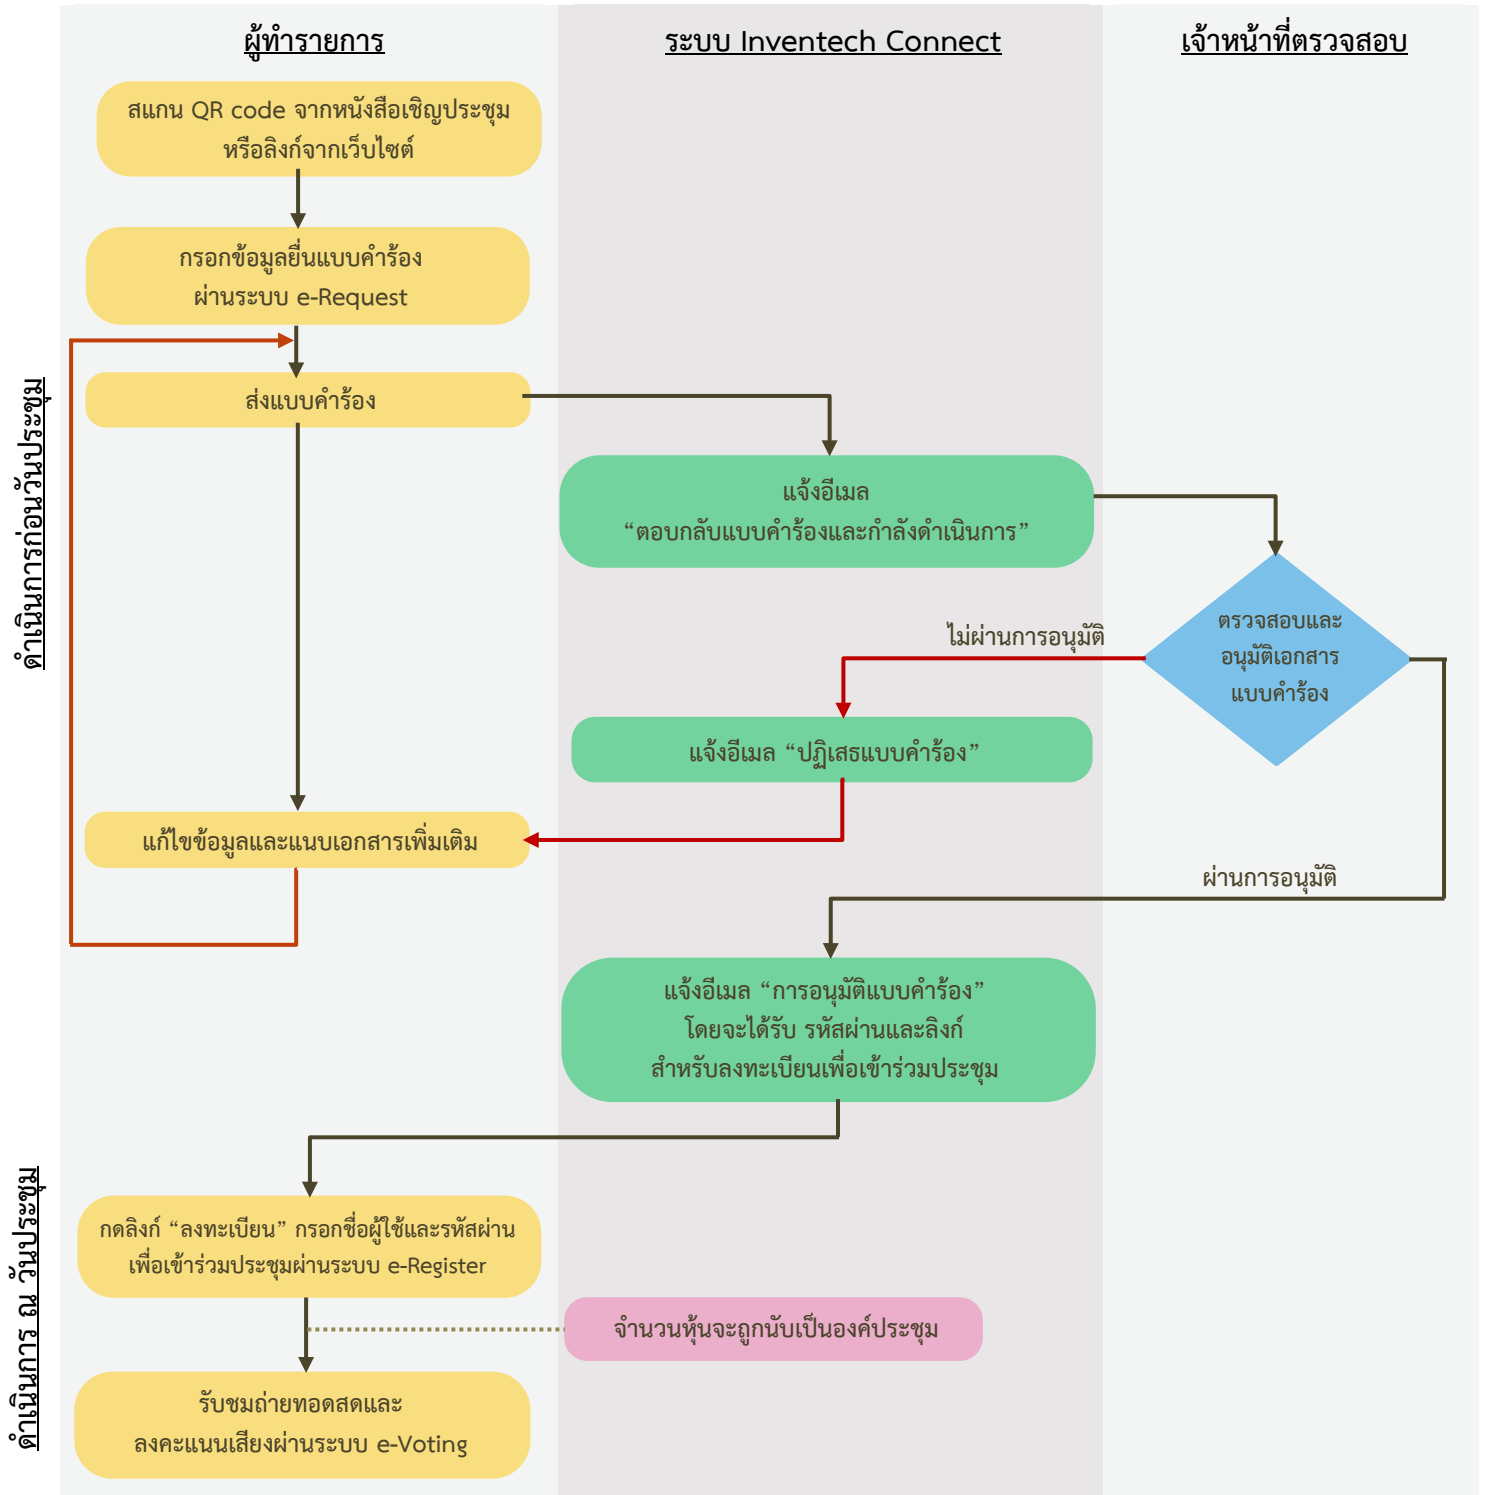 ผู้ทำรายการ
ระบบ Inventech Connect
เจ้าหน้าที่ตรวจสอบ
ดำเนินการก่อนวันประชุม
สแกน QR code จากหนังสือเชิญประชุม
หรือลิงก์จากเว็บไซต์
กรอกข้อมูลยื่นแบบคำร้อง
ผ่านระบบ e-Request
ส่งแบบคำร้อง
แจ้งอีเมล
“ตอบกลับแบบคำร้องและกำลังดำเนินการ”
ตรวจสอบและ
อนุมัติเอกสาร
แบบคำร้อง
ไม่ผ่านการอนุมัติ
แจ้งอีเมล “ปฏิเสธแบบคำร้อง”
แก้ไขข้อมูลและแนบเอกสารเพิ่มเติม
ผ่านการอนุมัติ
แจ้งอีเมล “การอนุมัติแบบคำร้อง”
โดยจะได้รับ รหัสผ่านและลิงก์
สำหรับลงทะเบียนเพื่อเข้าร่วมประชุม
ดำเนินการ ณ วันประชุม
กดลิงก์ “ลงทะเบียน” กรอกชื่อผู้ใช้และรหัสผ่าน
เพื่อเข้าร่วมประชุมผ่านระบบ e-Register
จำนวนหุ้นจะถูกนับเป็นองค์ประชุม
รับชมถ่ายทอดสดและ
ลงคะแนนเสียงผ่านระบบ e-Voting